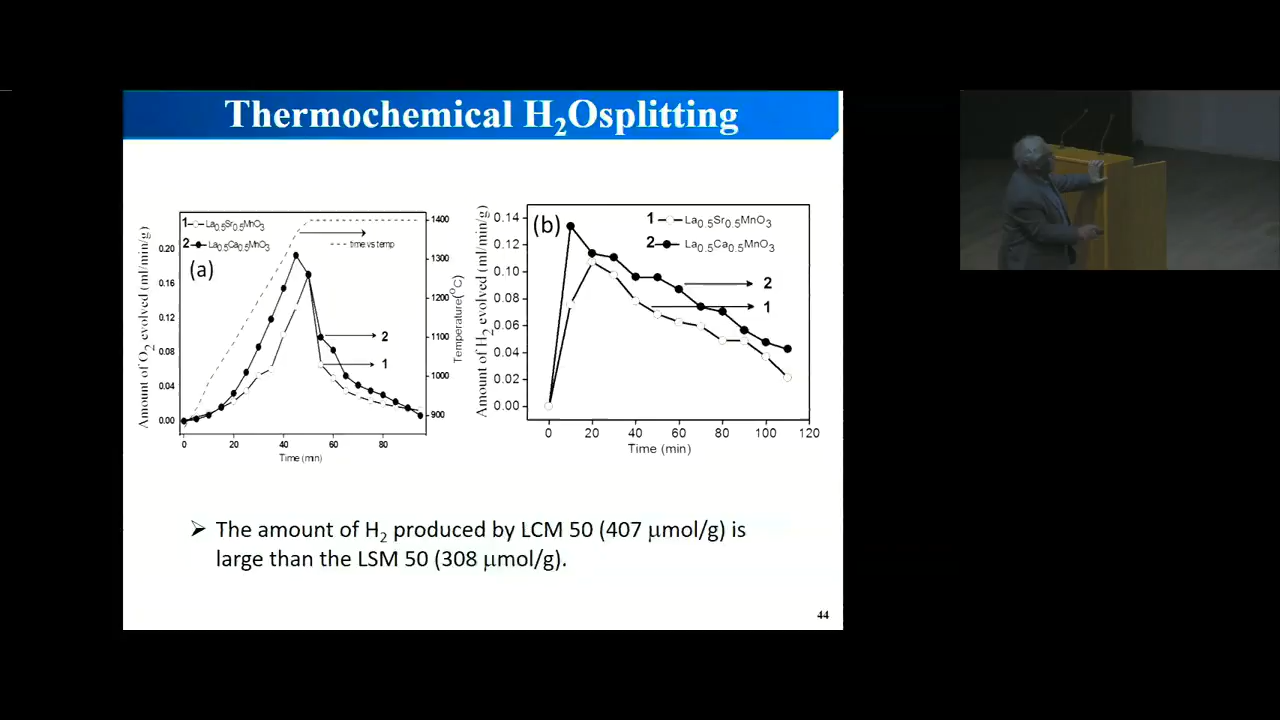 Thermochemical H₂Osplitting
1 La0.5Sr0.5MnO3
2 La0.5Ca0.5MnO3
time vs temp
(a)
Amount of O2 evolved (ml/min/g)
0.20
0.16
0.12
0.08
0.04
0.00
0 20 40 60 80
Time (min)
1400
1300
1200
1100
1000
900
Temperature(°C)
2
1
(b)
1 La0.5Sr0.5MnO3
2 La0.5Ca0.5MnO3
Amount of H2 evolved (ml/min/g)
0.14
0.12
0.10
0.08
0.06
0.04
0.02
0.00
2
1
0 20 40 60 80 100 120
Time (min)
➢ The amount of H₂ produced by LCM 50 (407 μmol/g) is
large than the LSM 50 (308 μmol/g).
44